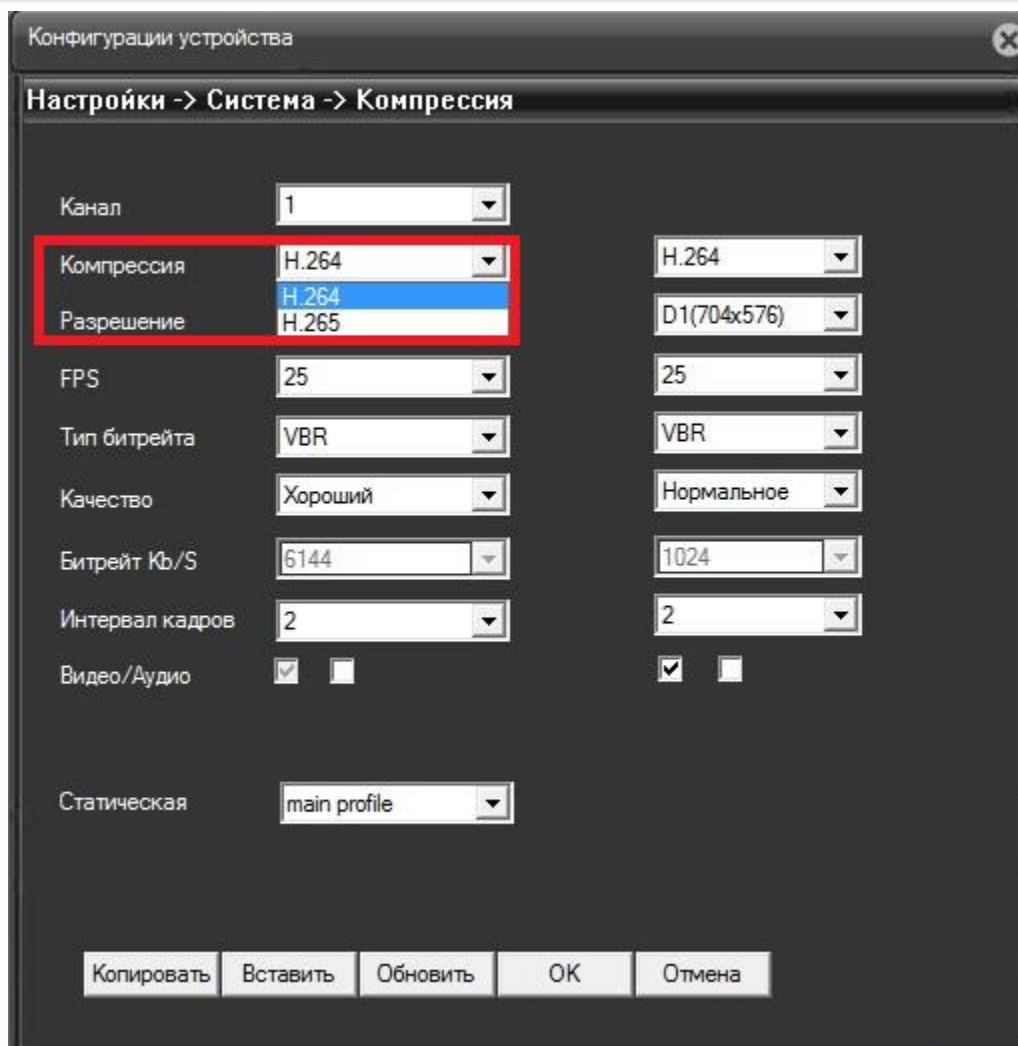 Конфигурации устройства
Настройки -> Система -> Компрессия
Канал 1
Компрессия H.264 H.264
H.264
Разрешение H.265 D1(704x576)
FPS 25 25
Тип битрейта VBR VBR
Качество Хороший Нормальное
Битрейт Kb/S 6144 1024
Интервал кадров 2 2
Видео/Аудио
Статическая main profile
Копировать Вставить Обновить OK Отмена